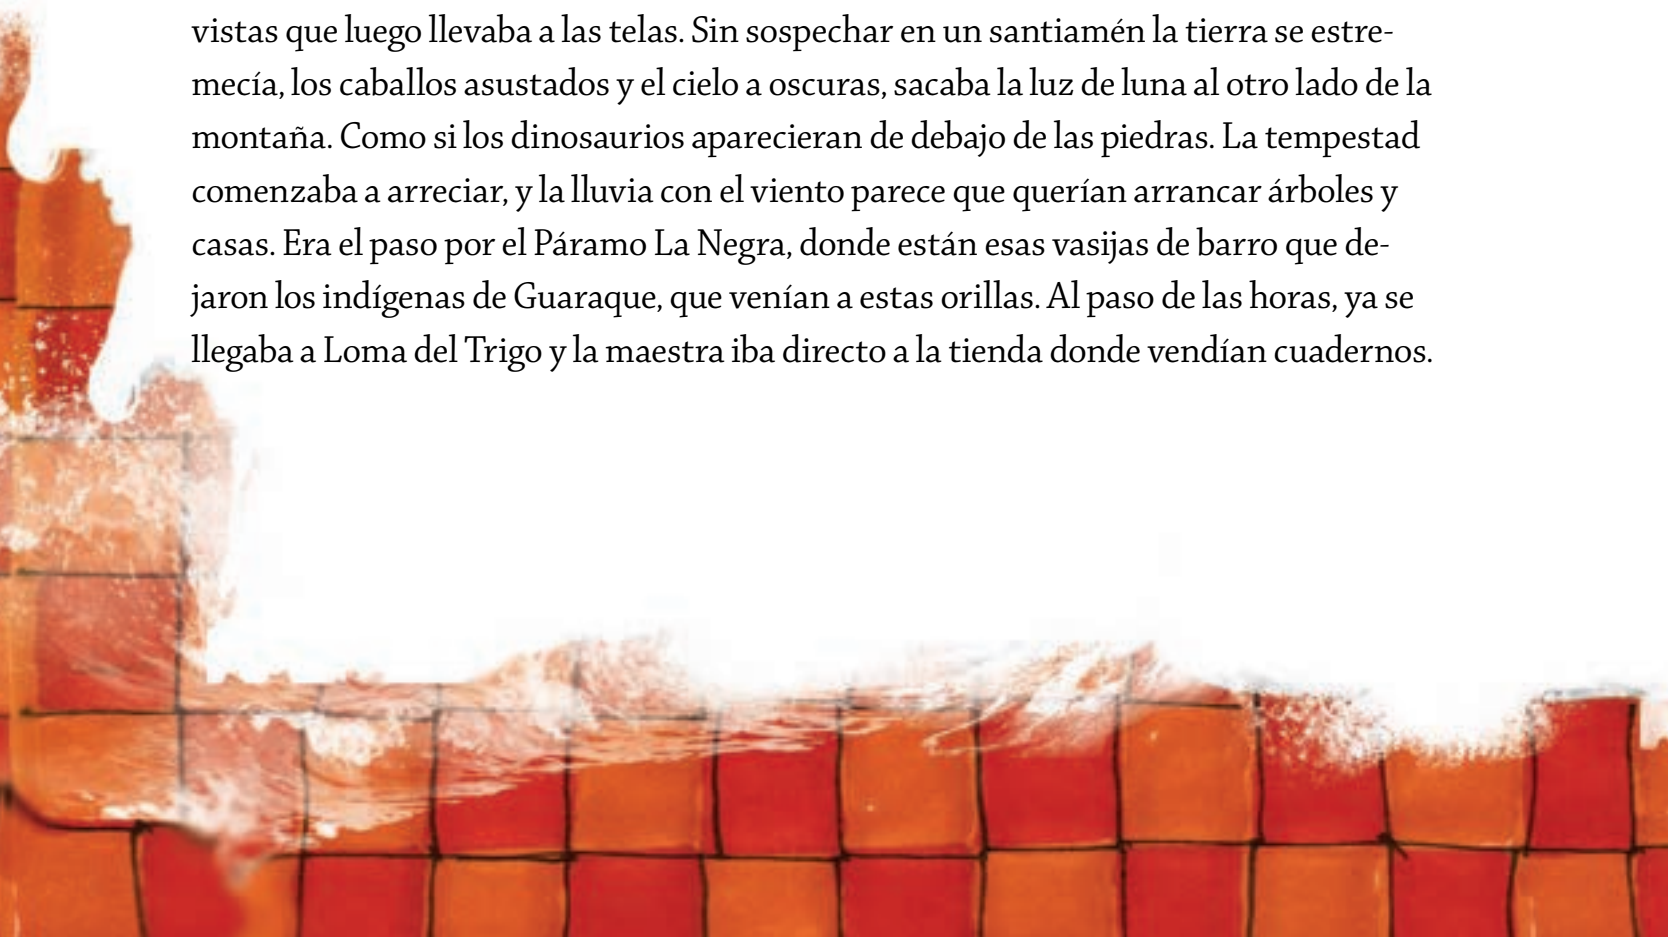 vistas que luego llevaba a las telas. Sin sospechar en un santiamén la tierra se estre-
mecía, los caballos asustados y el cielo a oscuras, sacaba la luz de luna al otro lado de la
montaña. Como si los dinosaurios aparecieran de debajo de las piedras. La tempestad
comenzaba a arreciar, y la lluvia con el viento parece que querían arrancar árboles y
casas. Era el paso por el Páramo La Negra, donde están esas vasijas de barro que de-
jaron los indígenas de Guaraque, que venían a estas orillas. Al paso de las horas, ya se
llegaba a Loma del Trigo y la maestra iba directo a la tienda donde vendían cuadernos.